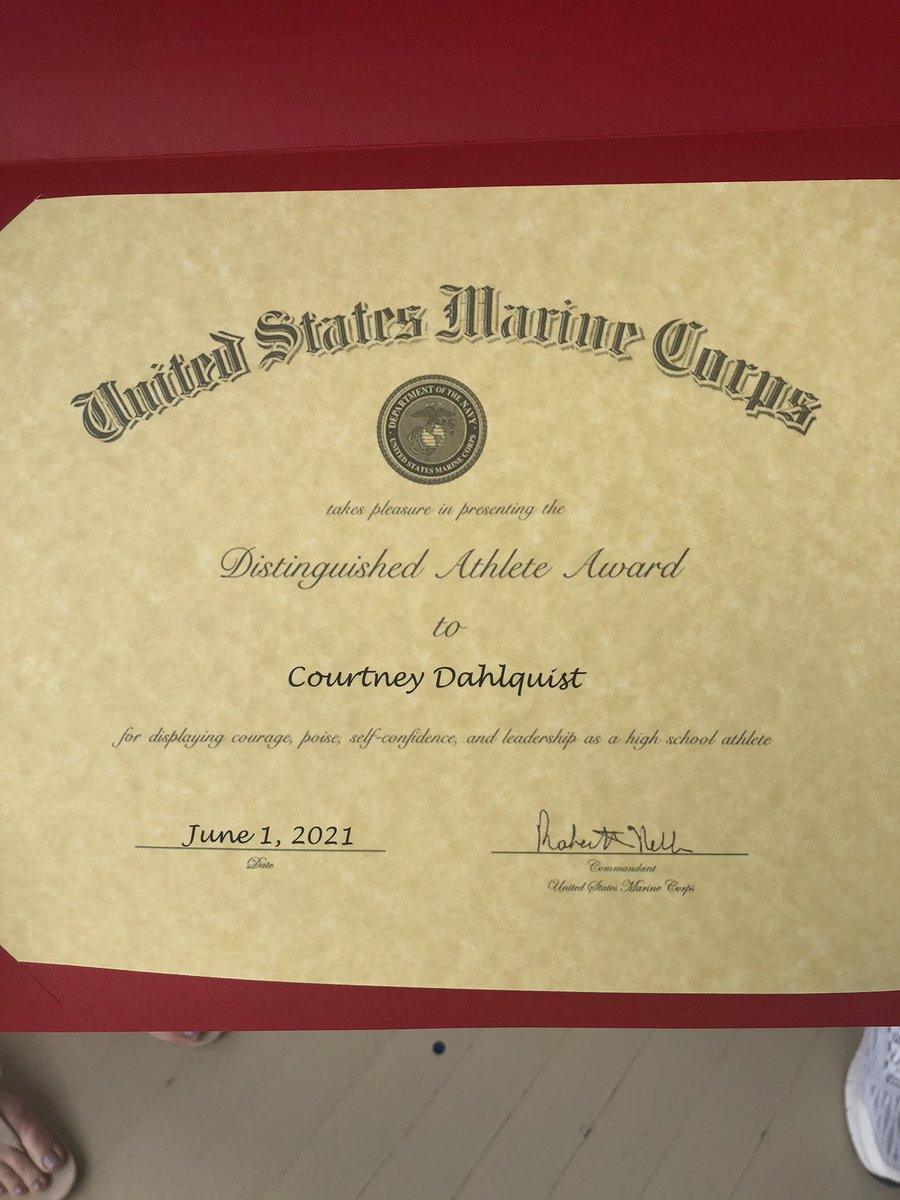 United States Marine Corps
DEPARTMENT OF THE NAVY
UNITED STATES MARINE CORPS
takes pleasure in presenting the
Distinguished Athlete Award
to
Courtney Dahlquist
for displaying courage, poise, self-confidence, and leadership as a high school athlete
June 1, 2021
Date
Commandant
United States Marine Corps